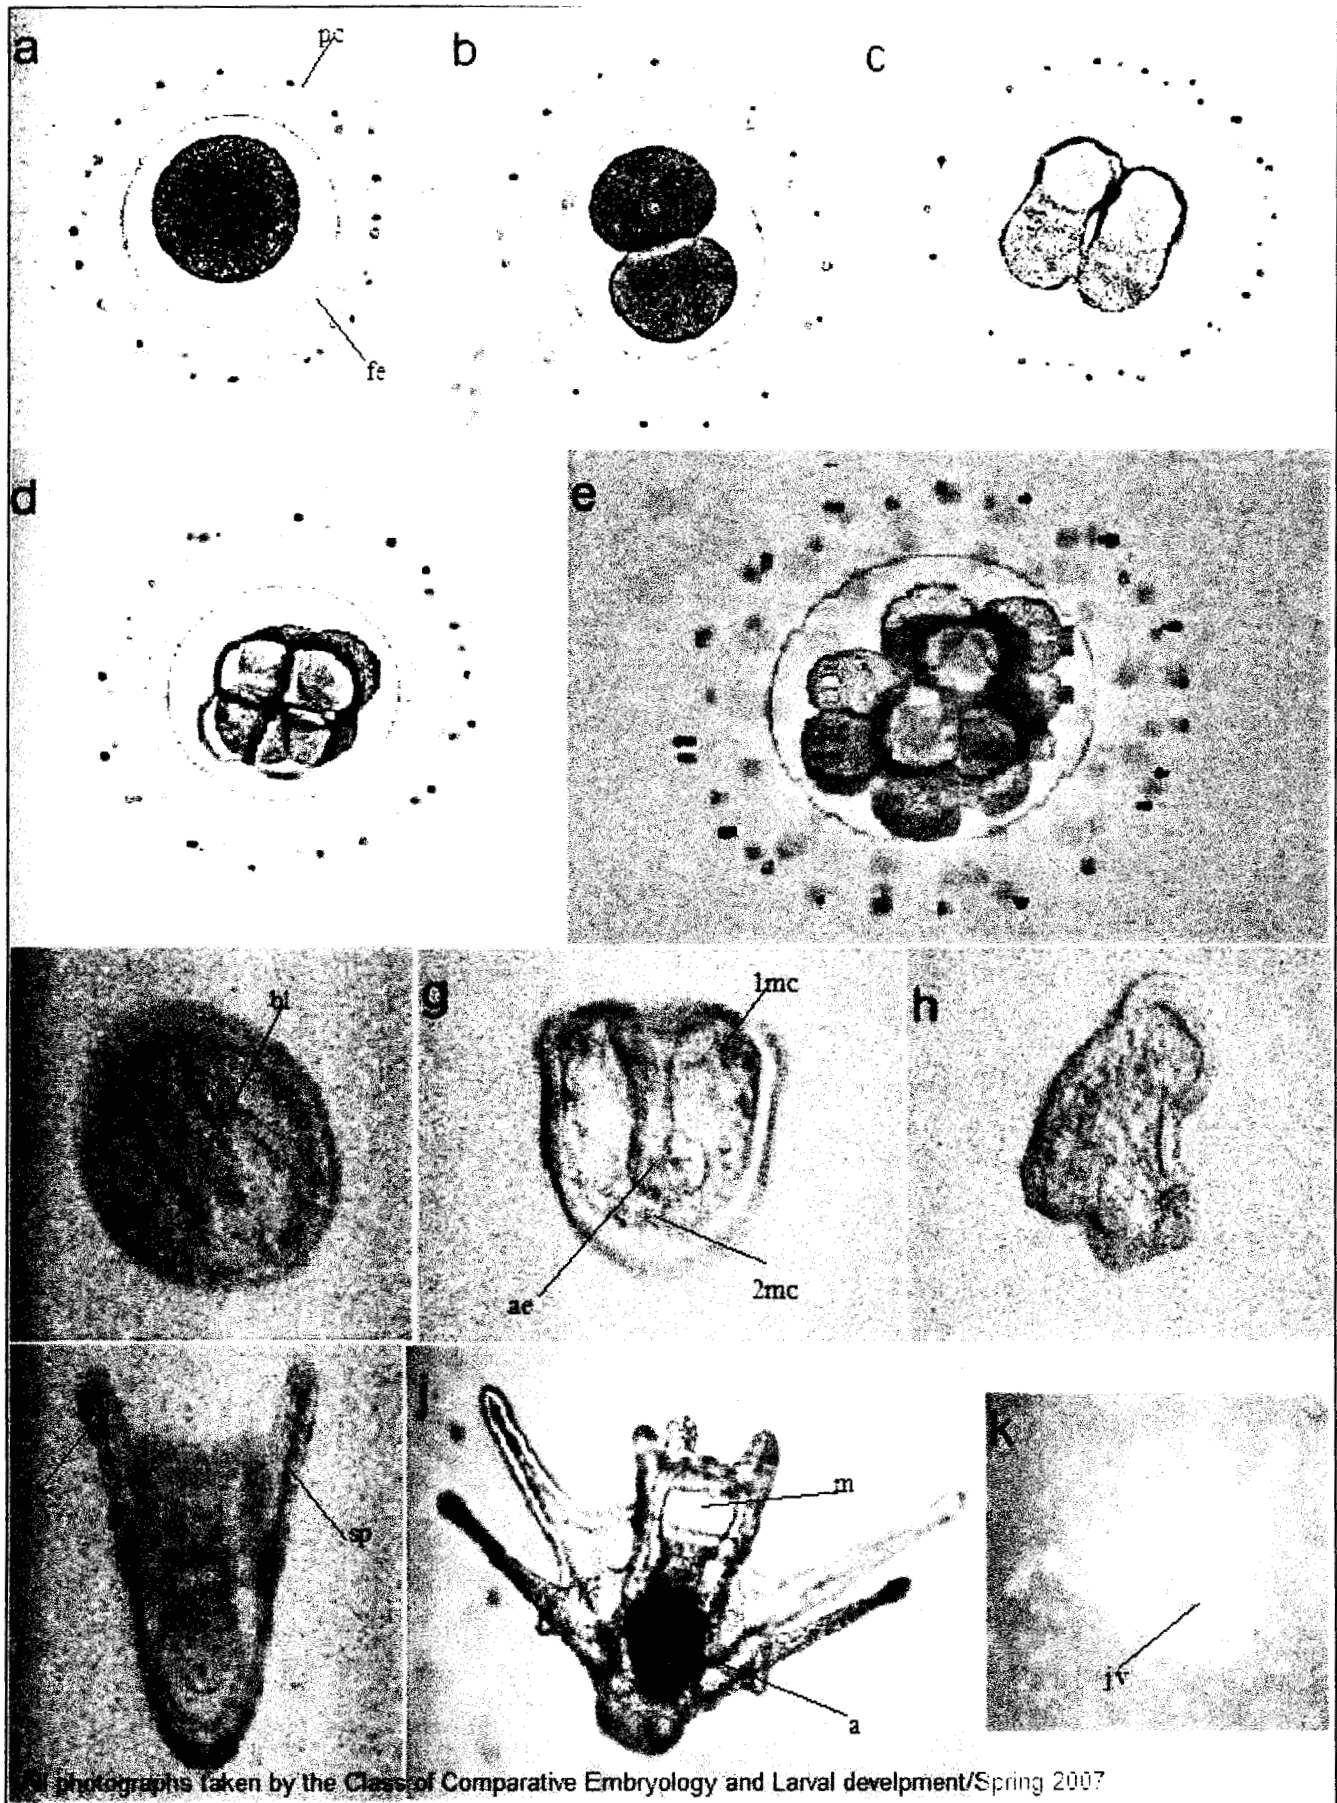 a
pc
b
c
fe
d
e
bl
g
1mc
h
ae
2mc
sp
j
m
k
jv
a
photographs taken by the Class of Comparative Embryology and Larval develpment/Spring 2007